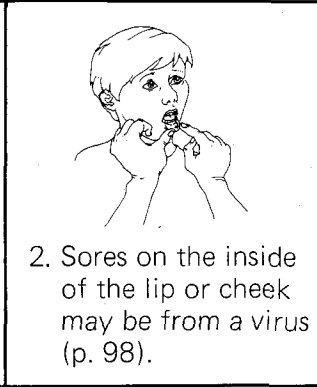 2. Sores on the inside
of the lip or cheek
may be from a virus
(p. 98).